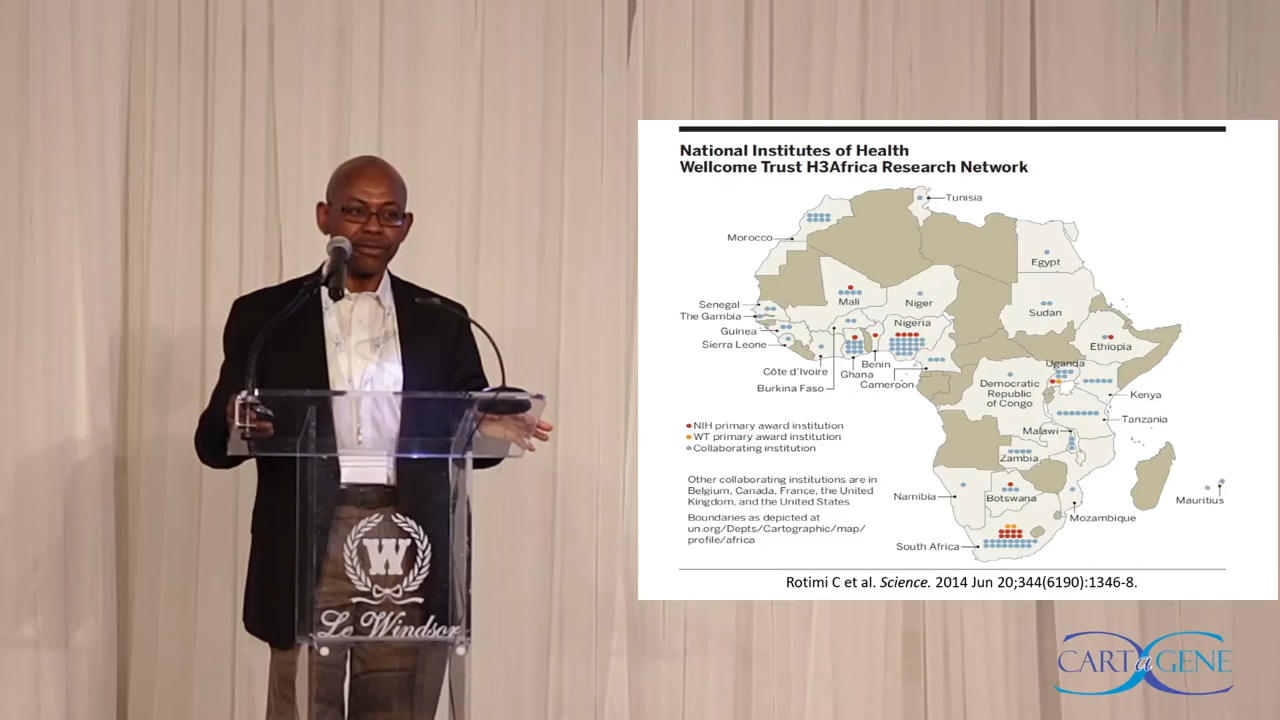 National Institutes of Health
Wellcome Trust H3Africa Research Network
Tunisia
Morocco
Egypt
Mali
Niger
Senegal
The Gambia
Sudan
Guinea
Nigeria
Sierra Leone
Ethiopia
Benin
Uganda
Côte d'Ivoire
Ghana
Burkina Faso
Cameroon
Democratic
Republic
of Congo
Kenya
Tanzania
NIH primary award institution
WT primary award institution
Collaborating institution
Malawi
Zambia
Other collaborating institutions are in
Belgium, Canada, France, the United
Kingdom, and the United States
Namibia
Botswana
Mauritius
Mozambique
Boundaries as depicted at
un.org/Depts/Cartographic/map/
profile/africa
South Africa
Rotimi C et al. Science. 2014 Jun 20;344(6190):1346-8.
W
Le Windsor
CARTaGENE